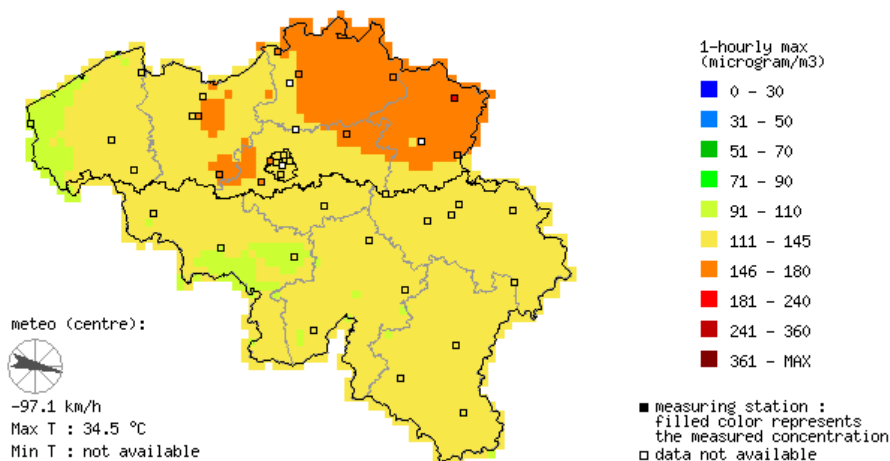 1-hourly max
(microgram/m3)
0 - 30
31 - 50
51 - 70
71 - 90
91 - 110
111 - 145
146 - 180
181 - 240
241 - 360
361 - MAX
meteo (centre):
-97.1 km/h
Max T : 34.5 °C
Min T : not available
measuring station :
filled color represents
the measured concentration
data not available